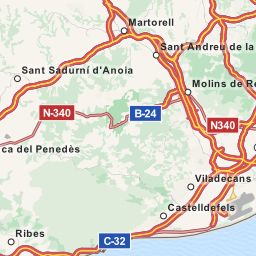 Martorell
Sant Andreu de la
Sant Sadurní d'Anoia
Molins de Re
N-340
B-24
N340
ca del Penedès
Viladecans
Castelldefels
Ribes
C-32